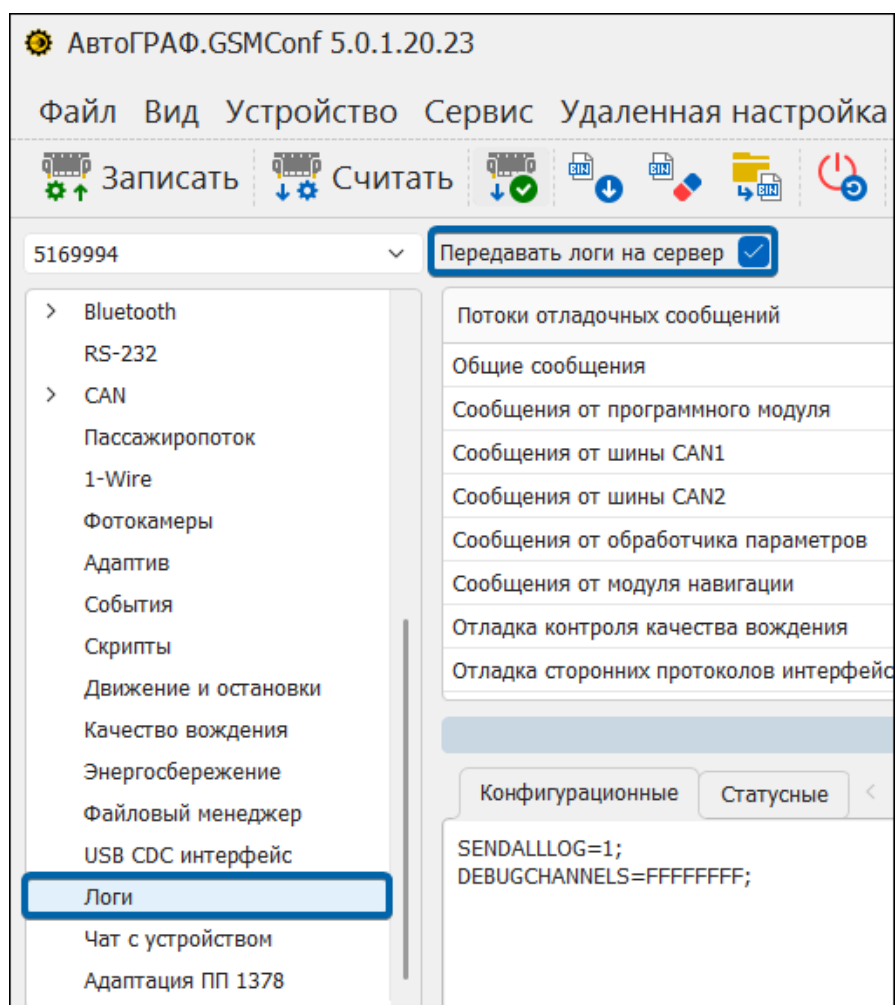 АвтоГРАФ.GSMConf 5.0.1.20.23
Файл Вид Устройство Сервис Удаленная настройка
Записать Считать BIN BIN BIN
5169994
Передавать логи на сервер
Bluetooth
RS-232
CAN
Пассажиропоток
1-Wire
Фотокамеры
Адаптив
События
Скрипты
Движение и остановки
Качество вождения
Энергосбережение
Файловый менеджер
USB CDC интерфейс
Логи
Чат с устройством
Адаптация ПП 1378
Потоки отладочных сообщений
Общие сообщения
Сообщения от программного модуля
Сообщения от шины CAN1
Сообщения от шины CAN2
Сообщения от обработчика параметров
Сообщения от модуля навигации
Отладка контроля качества вождения
Отладка сторонних протоколов интерфейс
Конфигурационные Статусные
SENDALLLOG=1;
DEBUGCHANNELS=FFFFFFFF;